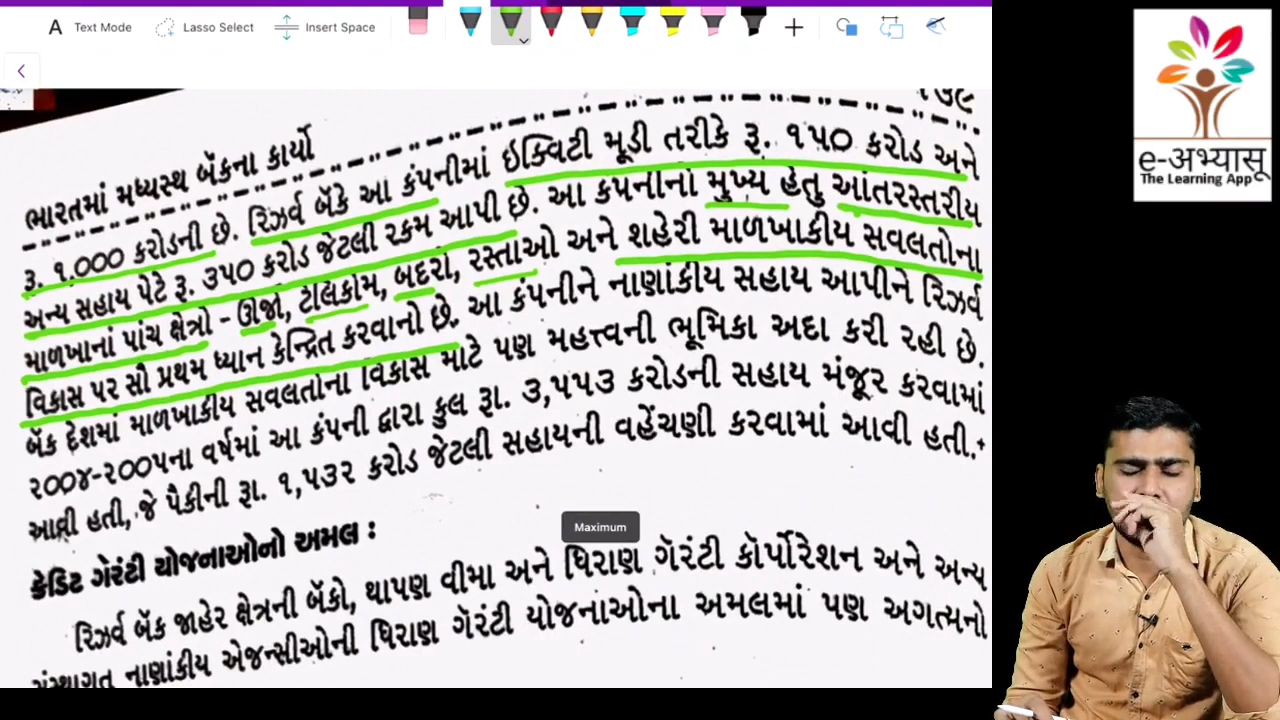 Text Mode
Lasso Select
Insert Space
ભારતમાં મધ્યસ્થ બૅંકના કાર્યો
રૂ. ૧,૦૦૦ કરોડની છે. રિઝર્વ બૅંકે આ કંપનીમાં ઇક્વિટી મૂડી તરીકે રૂ. ૧૫૦ કરોડ અને
અન્ય સહાય પેટે રૂ. ૩૫૦ કરોડ જેટલી રકમ આપી છે. આ કંપનીનો મુખ્ય હેતુ આંતરસ્તરીય
માળખાનાં પાંચ ક્ષેત્રો - ઊર્જા, ટેલિકોમ, બંદરો, રસ્તાઓ અને શહેરી માળખાકીય સવલતોના
વિકાસ પર સૌ પ્રથમ ધ્યાન કેન્દ્રિત કરવાનો છે. આ કંપનીને નાણાંકીય સહાય આપીને રિઝર્વ
બૅંક દેશમાં માળખાકીય સવલતોના વિકાસ માટે પણ મહત્ત્વની ભૂમિકા અદા કરી રહી છે.
૨૦૦૪-૨૦૦૫ના વર્ષમાં આ કંપની દ્વારા કુલ રૂા. ૩,૫૫૩ કરોડની સહાય મંજૂર કરવામાં
આવી હતી, જે પૈકીની રૂા. ૧,૫૩૨ કરોડ જેટલી સહાયની વહેંચણી કરવામાં આવી હતી.+
Maximum
ક્રેડિટ ગેરંટી યોજનાઓનો અમલ :
રિઝર્વ બૅંક જાહેર ક્ષેત્રની બૅંકો, થાપણ વીમા અને ધિરાણ ગૅરંટી કૉર્પોરેશન અને અન્ય
સંસ્થાગત નાણાંકીય એજન્સીઓની ધિરાણ ગૅરંટી યોજનાઓના અમલમાં પણ અગત્યનો
e-अभ्यासू
The Learning App